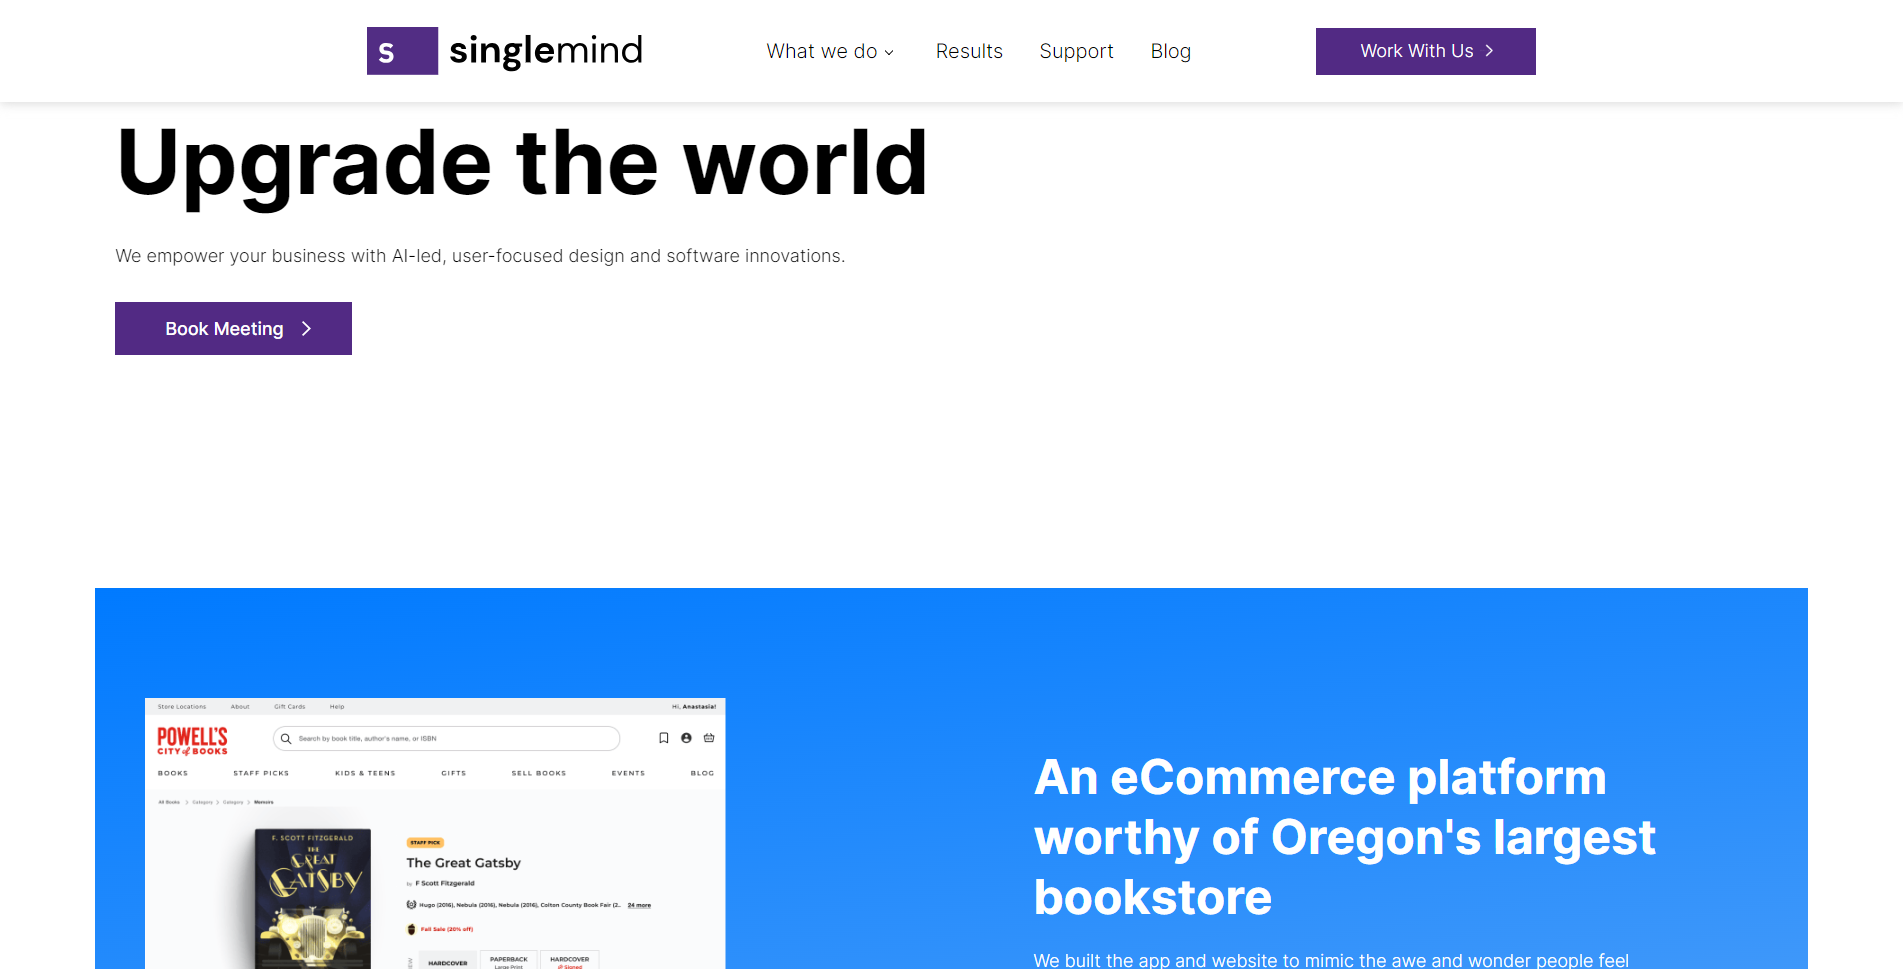 s singlemind
What we do
Results
Support
Blog
Work With Us
Upgrade the world
We empower your business with AI-led, user-focused design and software innovations.
Book Meeting
Store Locations About Gift Cards Help Hi, Anastasia!
POWELL'S
CITY of BOOKS
Search by book title, author's name, or ISBN
BOOKS STAFF PICKS KIDS & TEENS GIFTS SELL BOOKS EVENTS BLOG
All Books Category Category Memoirs
F. SCOTT FITZGERALD
THE
GREAT
GATSBY
STAFF PICK
The Great Gatsby
by F Scott Fitzgerald
Hugo (2016), Nebula (2016), Nebula (2016), Colton County Book Fair (2.. 24 more
Fall Sale (20% off)
HARDCOVER
PAPERBACK
Large Print
HARDCOVER
Signed
An eCommerce platform
worthy of Oregon's largest
bookstore
We built the app and website to mimic the awe and wonder people feel